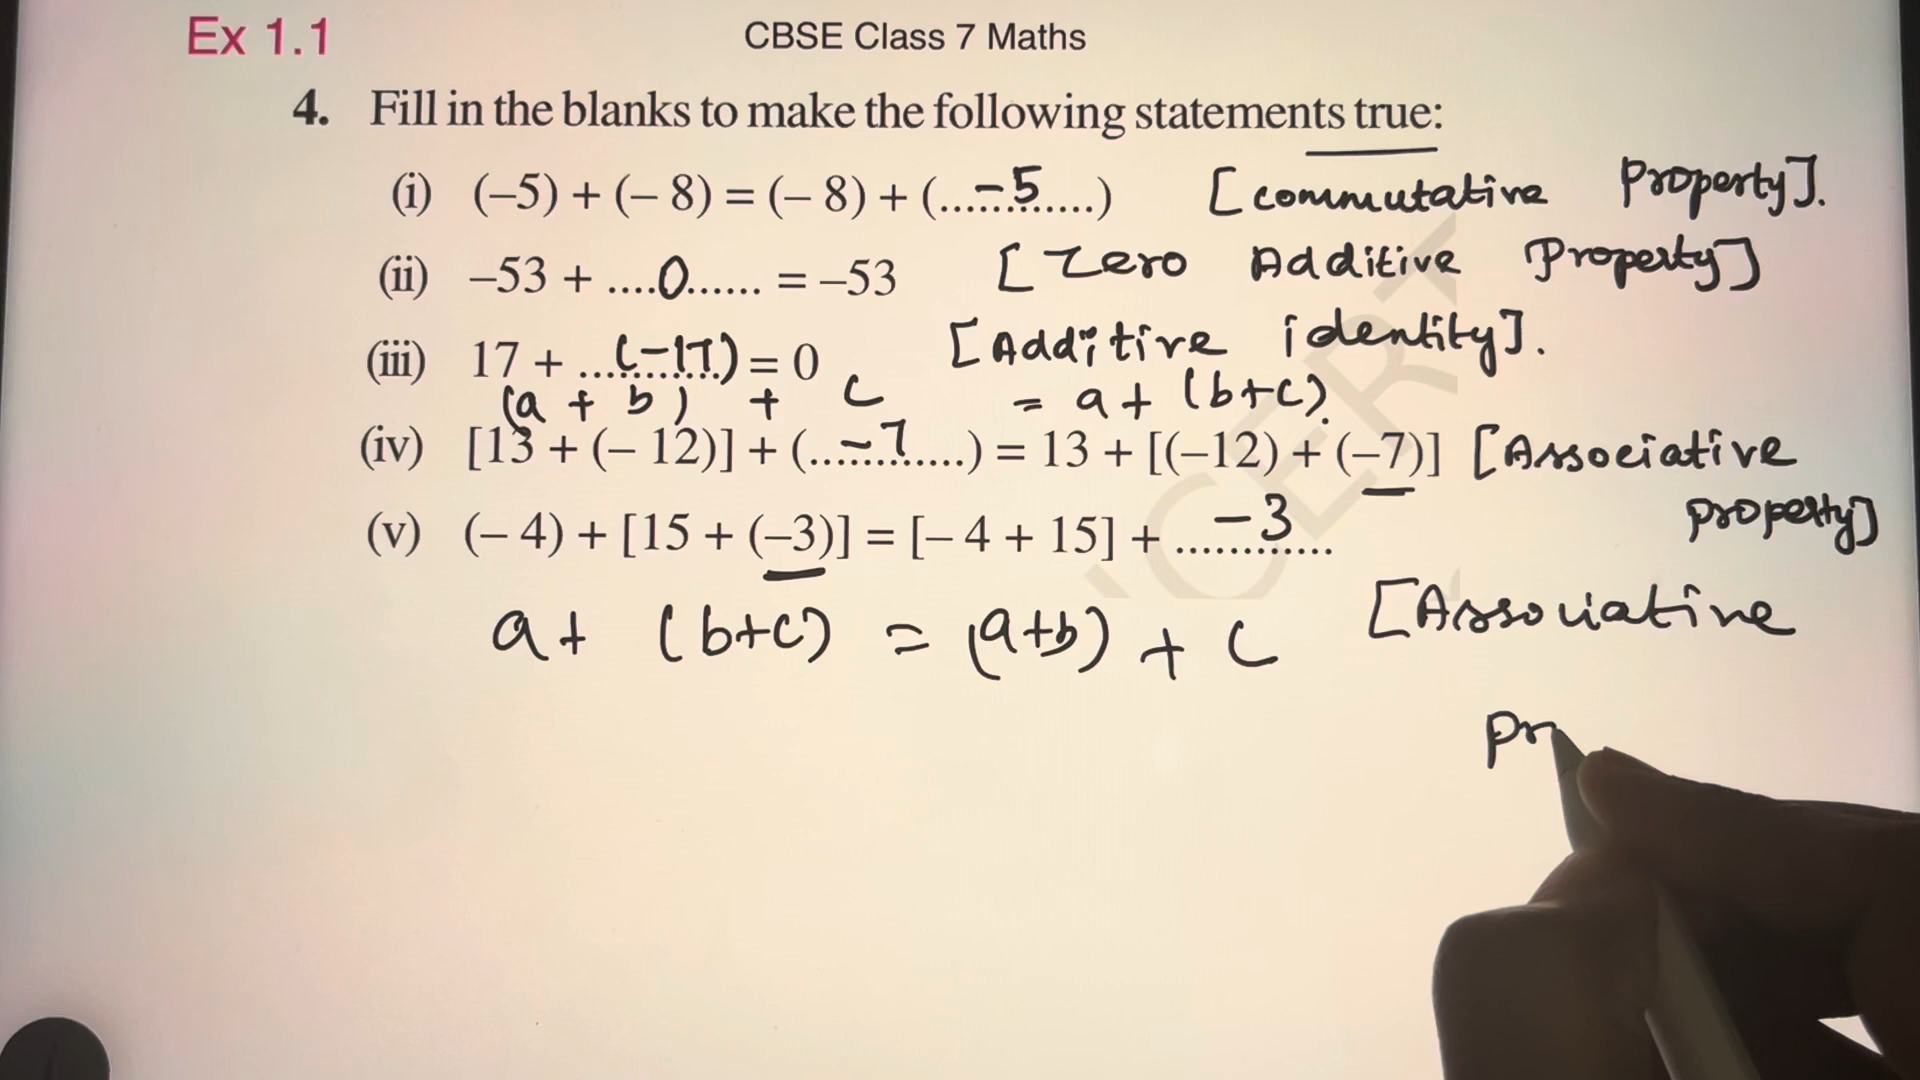 Ex 1.1 CBSE Class 7 Maths
4. Fill in the blanks to make the following statements true:
(i) (–5) + (– 8) = (– 8) + (....-5....) [commutative Property].
(ii) –53 + ....0...... = –53 [Zero Additive Property]
(iii) 17 + ...(-17) = 0 [Additive identity].
(a + b) + c = a + (b+c).
(iv) [13 + (– 12)] + (....-7....) = 13 + [(–12) + (–7)] [Associative
property]
(v) (– 4) + [15 + (–3)] = [– 4 + 15] + ....-3....
a + (b+c) = (a+b) + c [Associative
pr
NCERT